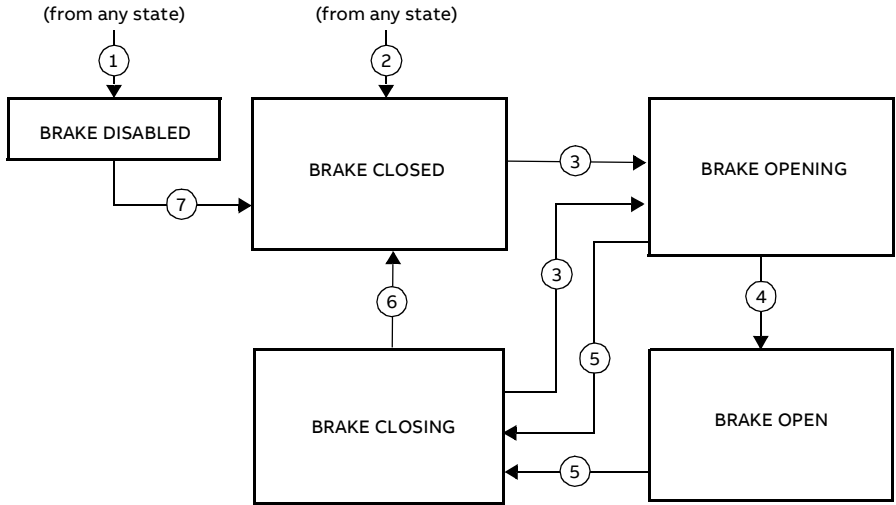 (from any state) (from any state)
1 2
BRAKE DISABLED
BRAKE CLOSED
3
BRAKE OPENING
7
3
4
6
5
BRAKE CLOSING
BRAKE OPEN
5